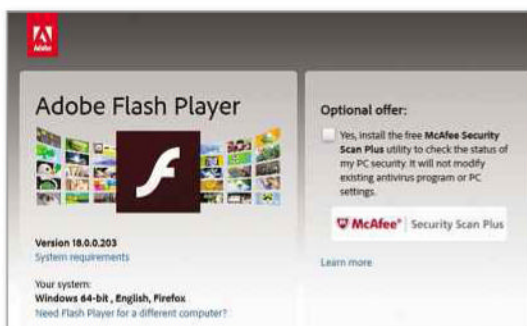 Adobe
Adobe Flash Player
Version 18.0.0.203
System requirements
Your system:
Windows 64-bit , English, Firefox
Need Flash Player for a different computer?
Optional offer:
Yes, install the free McAfee Security
Scan Plus utility to check the status of
my PC security. It will not modify
existing antivirus program or PC
settings.
McAfee® | Security Scan Plus
Learn more